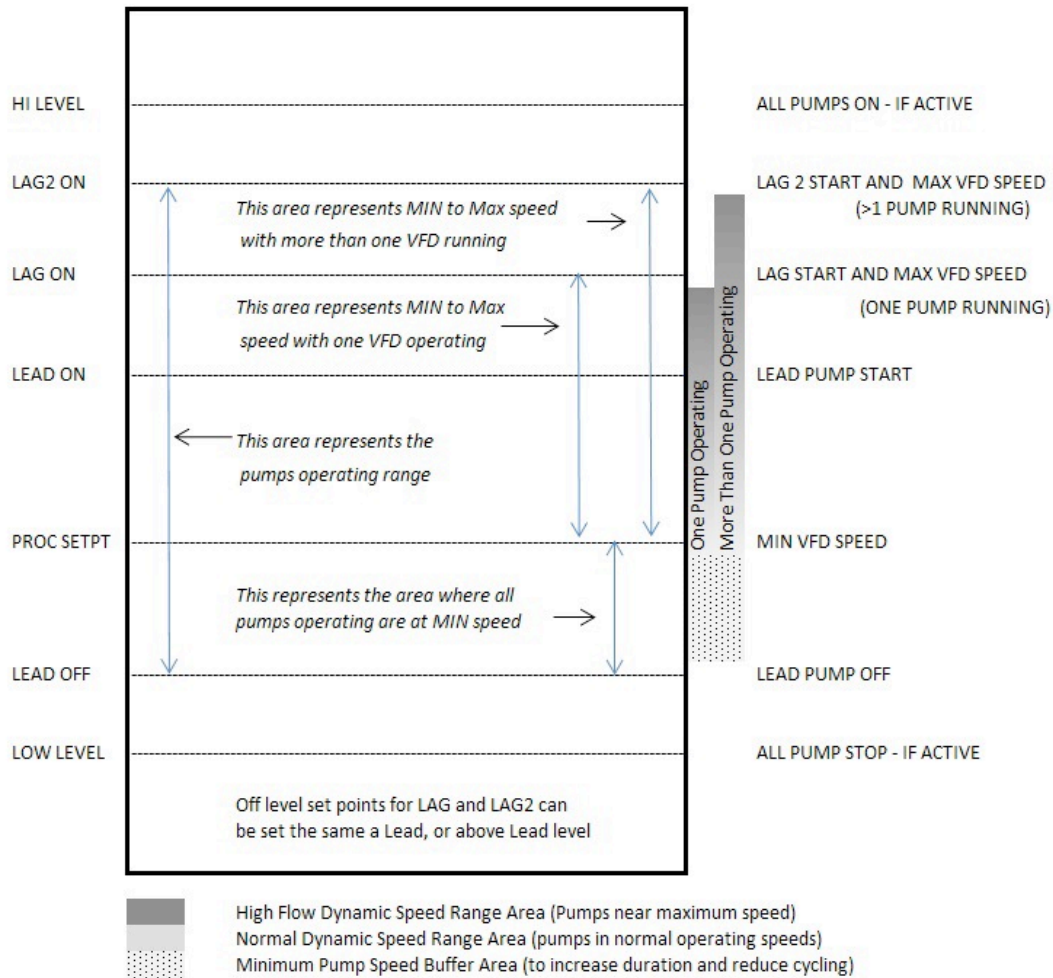 HI LEVEL
ALL PUMPS ON - IF ACTIVE
LAG2 ON
LAG 2 START AND MAX VFD SPEED
(>1 PUMP RUNNING)
This area represents MIN to Max speed
with more than one VFD running
LAG ON
LAG START AND MAX VFD SPEED
(ONE PUMP RUNNING)
This area represents MIN to Max
speed with one VFD operating
LEAD ON
LEAD PUMP START
This area represents the
pumps operating range
One Pump Operating
More Than One Pump Operating
PROC SETPT
MIN VFD SPEED
This represents the area where all
pumps operating are at MIN speed
LEAD OFF
LEAD PUMP OFF
LOW LEVEL
ALL PUMP STOP - IF ACTIVE
Off level set points for LAG and LAG2 can
be set the same a Lead, or above Lead level
High Flow Dynamic Speed Range Area (Pumps near maximum speed)
Normal Dynamic Speed Range Area (pumps in normal operating speeds)
Minimum Pump Speed Buffer Area (to increase duration and reduce cycling)